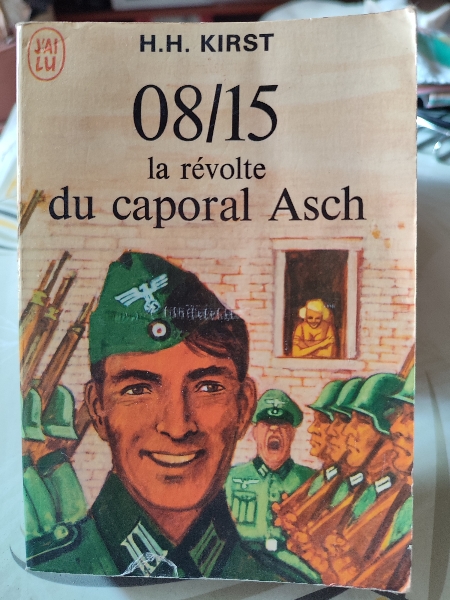 J'AI
LU
H.H. KIRST
08/15
la révolte
du caporal Asch